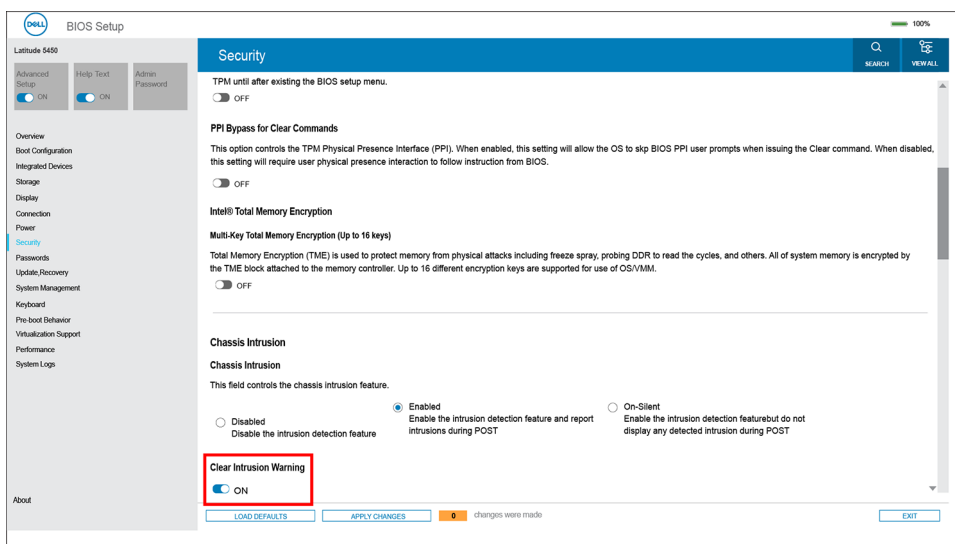 DELL
BIOS Setup
100%
Latitude 5450
Advanced
Setup
ON
Help Text
ON
Admin
Password
Overview
Boot Configuration
Integrated Devices
Storage
Display
Connection
Power
Security
Passwords
Update,Recovery
System Management
Keyboard
Pre-boot Behavior
Virtualization Support
Performance
System Logs
About
Security
SEARCH
VIEW ALL
TPM until after existing the BIOS setup menu.
OFF
PPI Bypass for Clear Commands
This option controls the TPM Physical Presence Interface (PPI). When enabled, this setting will allow the OS to skp BIOS PPI user prompts when issuing the Clear command. When disabled,
this setting will require user physical presence interaction to follow instruction from BIOS.
OFF
Intel® Total Memory Encryption
Multi-Key Total Memory Encryption (Up to 16 keys)
Total Memory Encryption (TME) is used to protect memory from physical attacks including freeze spray, probing DDR to read the cycles, and others. All of system memory is encrypted by
the TME block attached to the memory controller. Up to 16 different encryption keys are supported for use of OS/VMM.
OFF
Chassis Intrusion
Chassis Intrusion
This field controls the chassis intrusion feature.
Disabled
Disable the intrusion detection feature
Enabled
Enable the intrusion detection feature and report
intrusions during POST
On-Silent
Enable the intrusion detection featurebut do not
display any detected intrusion during POST
Clear Intrusion Warning
ON
LOAD DEFAULTS
APPLY CHANGES
0
changes were made
EXIT